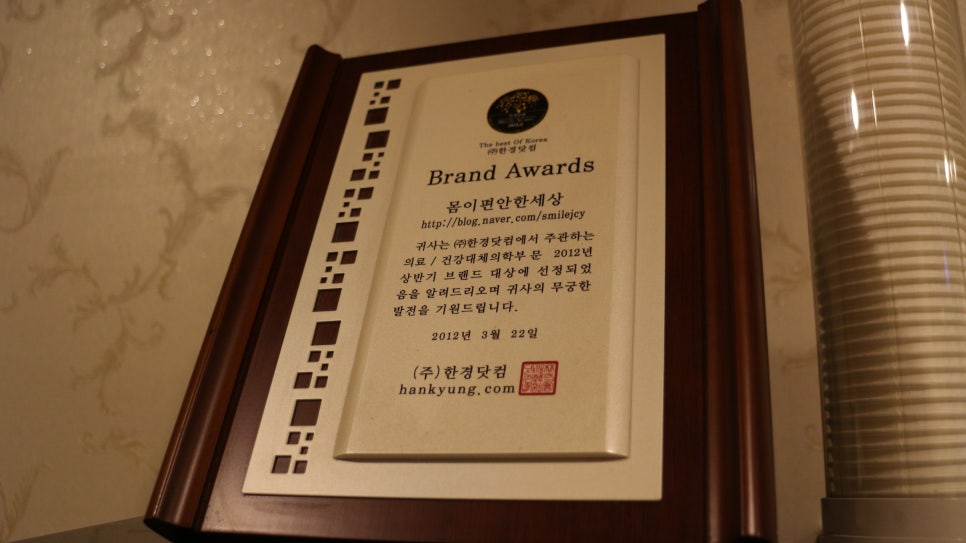 2012
The best Of Korea
㈜한경닷컴
Brand Awards
몸이편안한세상
http://blog.naver.com/smilejcy
귀사는 ㈜한경닷컴에서 주관하는
의료 / 건강대체의학부문 2012년
상반기 브랜드 대상에 선정되었
음을 알려드리오며 귀사의 무궁한
발전을 기원드립니다.
2012년 3월 22일
(주)한경닷컴
hankyung.com